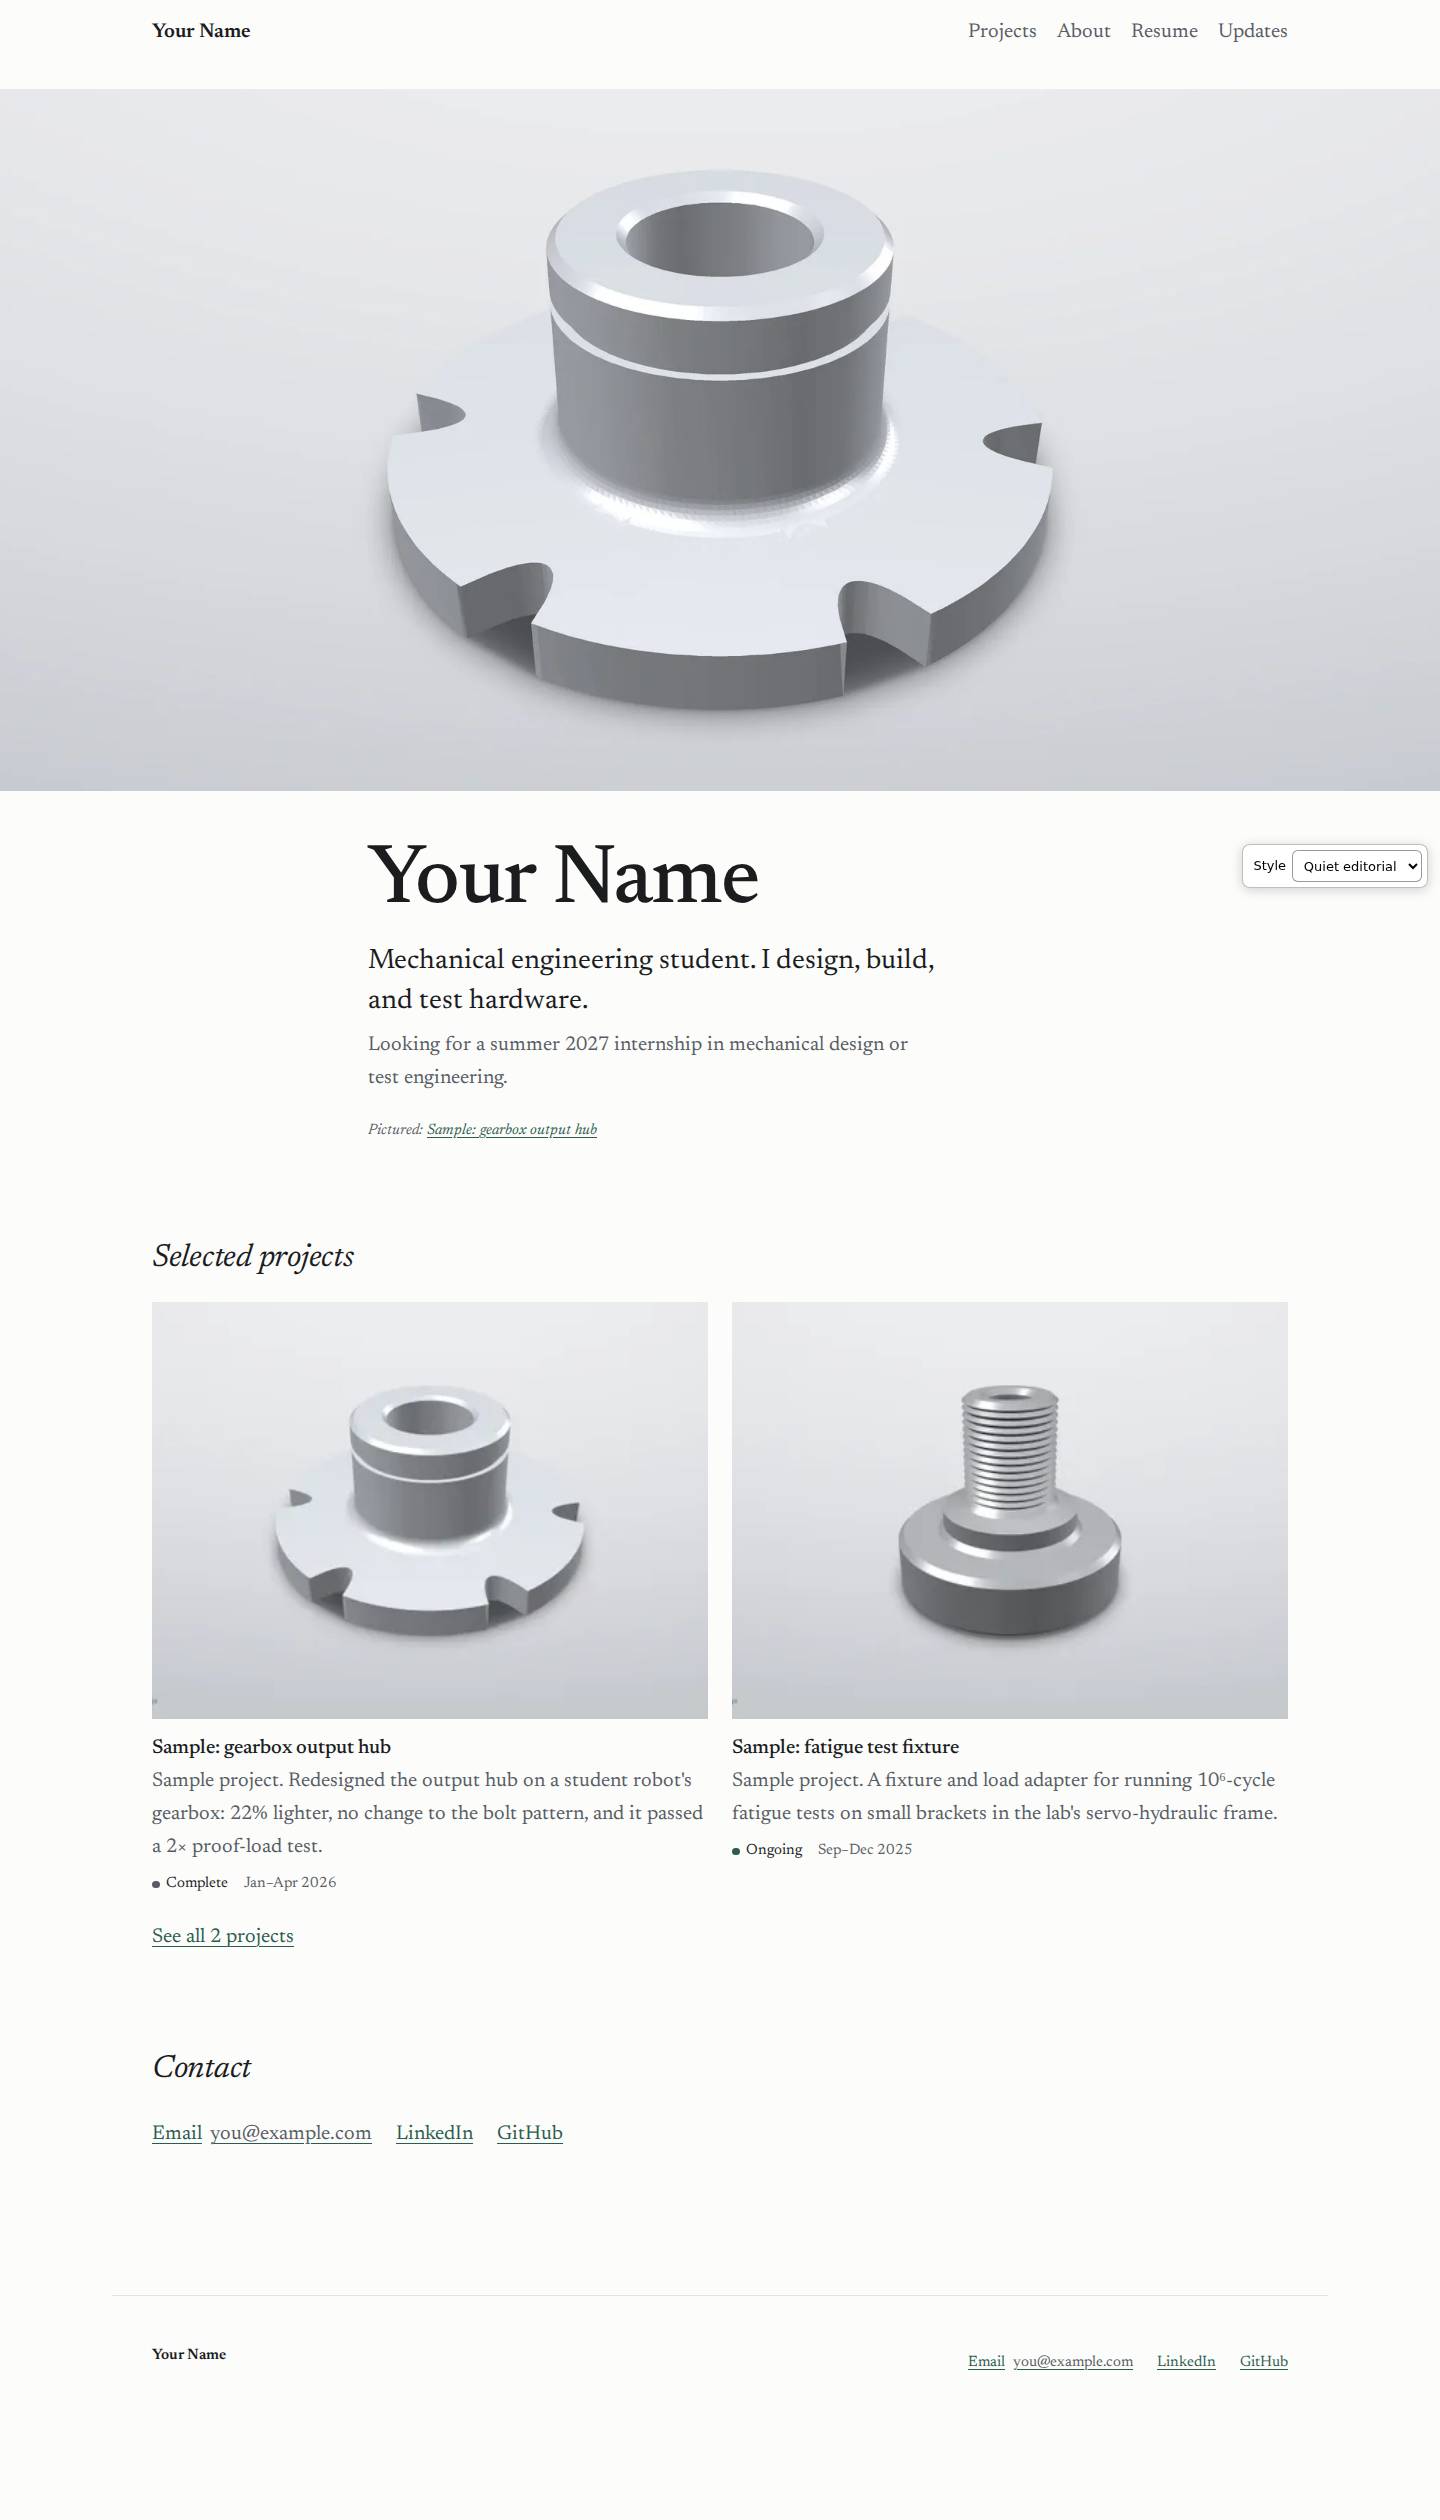 Your Name
Projects About Resume Updates
Your Name
Style Quiet editorial
Mechanical engineering student. I design, build,
and test hardware.
Looking for a summer 2027 internship in mechanical design or
test engineering.
Pictured: Sample: gearbox output hub
Selected projects
Sample: gearbox output hub
Sample project. Redesigned the output hub on a student robot's
gearbox: 22% lighter, no change to the bolt pattern, and it passed
a 2× proof-load test.
Complete Jan–Apr 2026
Sample: fatigue test fixture
Sample project. A fixture and load adapter for running 10⁶-cycle
fatigue tests on small brackets in the lab's servo-hydraulic frame.
Ongoing Sep–Dec 2025
See all 2 projects
Contact
Email you@example.com LinkedIn GitHub
Your Name
Email you@example.com LinkedIn GitHub